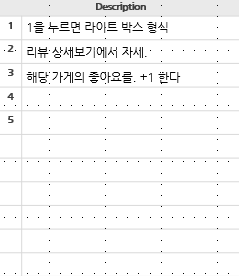 Description
1 1을 누르면 라이트 박스 형식
2 리뷰 상세보기에서 자세.
3 해당 가게의 좋아요를. +1 한다
4
5